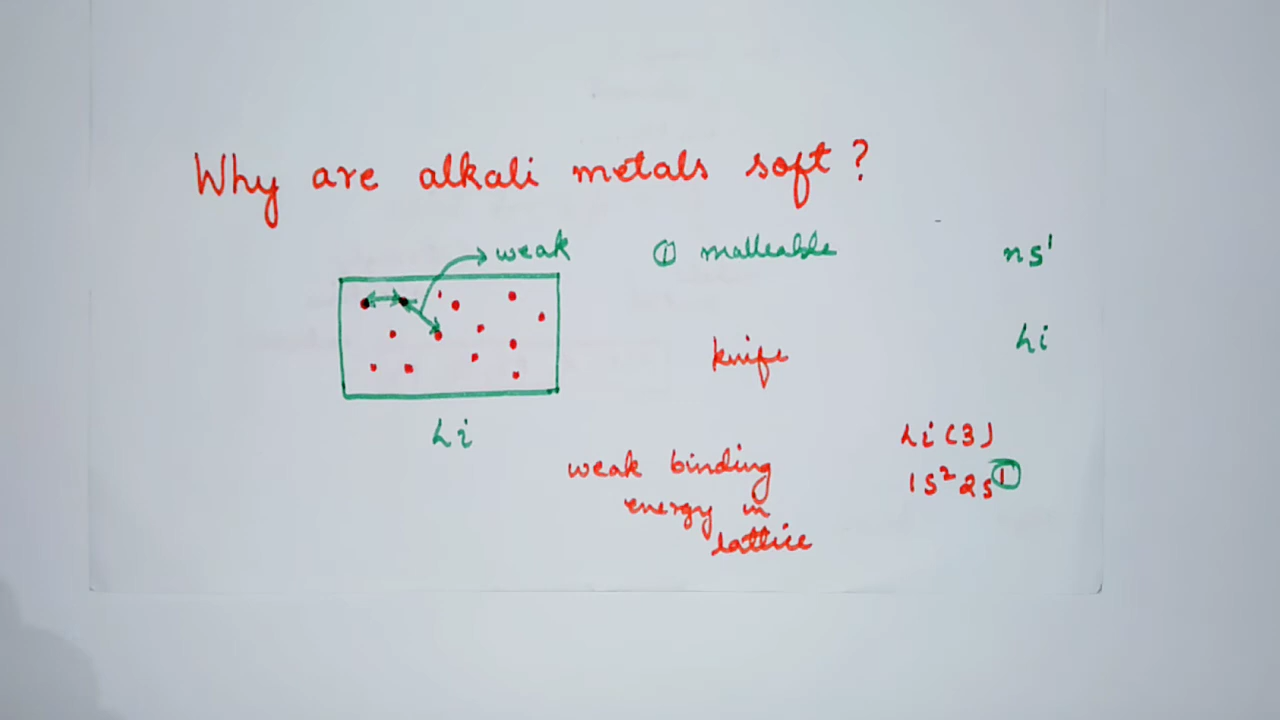 Why are alkali metals soft?
weak
① malleable
ns¹
Li
knife
Li
Li (3)
1s² 2s¹
weak binding
energy in
lattice